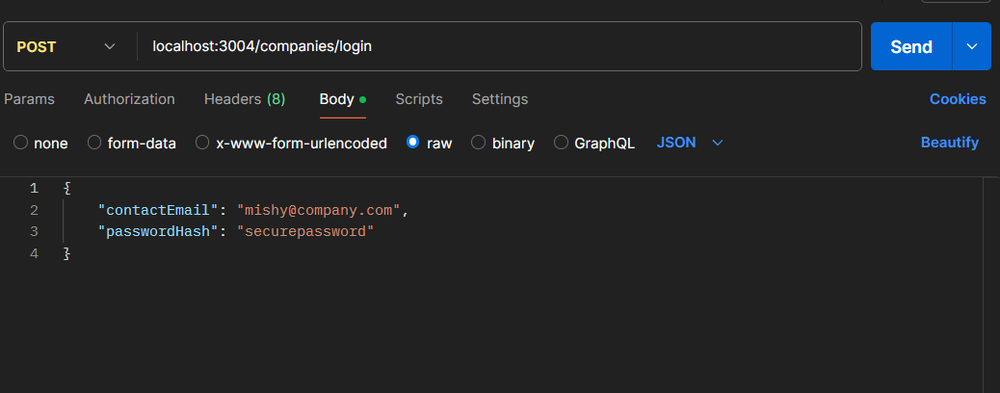 POST localhost:3004/companies/login Send
Params Authorization Headers (8) Body Scripts Settings Cookies
none form-data x-www-form-urlencoded raw binary GraphQL JSON Beautify
1 {
2 "contactEmail": "mishy@company.com",
3 "passwordHash": "securepassword"
4 }